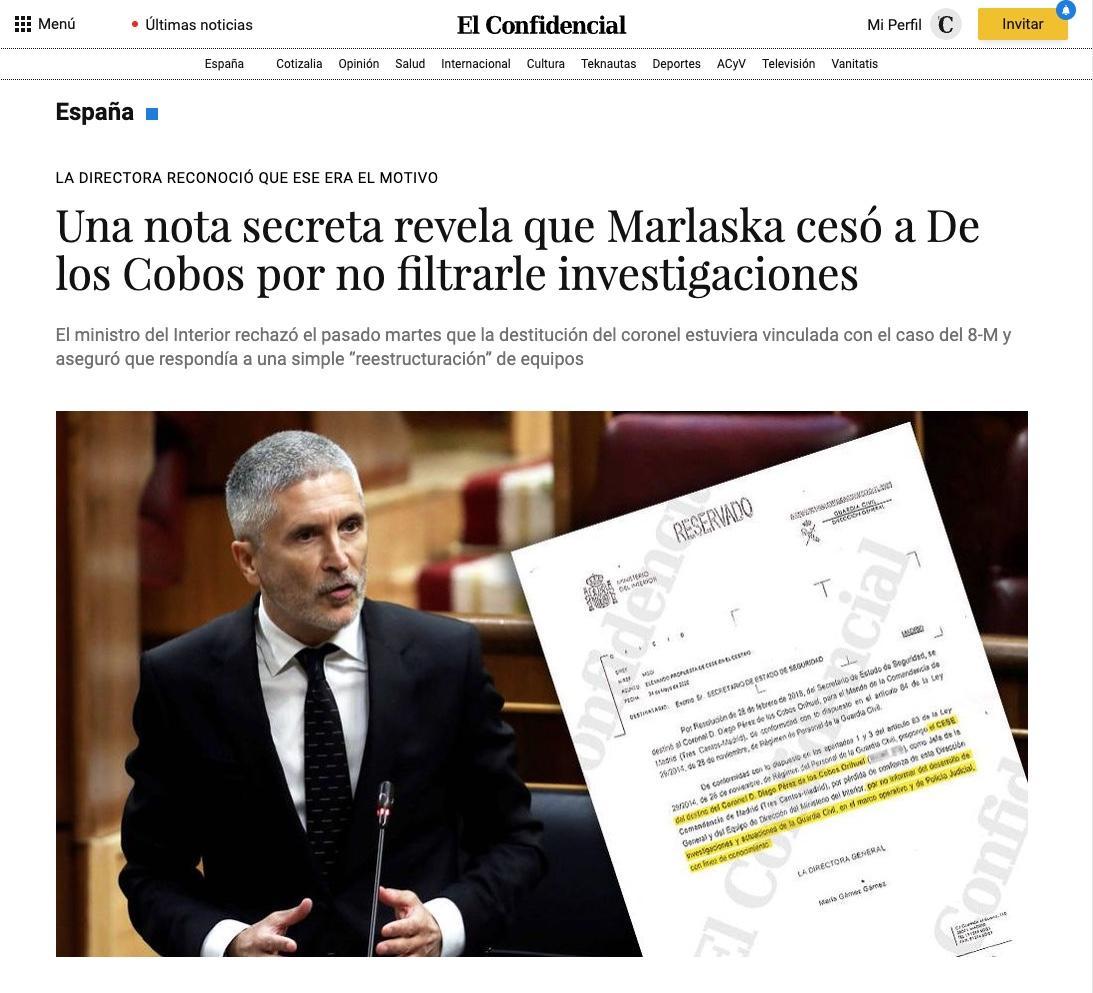 Menú
Últimas noticias
El Confidencial
Mi Perfil
C
Invitar
España
Cotizalia
Opinión
Salud
Internacional
Cultura
Teknautas
Deportes
ACyV
Televisión
Vanitatis
España
LA DIRECTORA RECONOCIÓ QUE ESE ERA EL MOTIVO
Una nota secreta revela que Marlaska cesó a De
los Cobos por no filtrarle investigaciones
El ministro del Interior rechazó el pasado martes que la destitución del coronel estuviera vinculada con el caso del 8-M y
aseguró que respondía a una simple “reestructuración” de equipos
RESERVADO
GUARDIA CIVIL
DIRECCIÓN GENERAL
MINISTERIO
DEL INTERIOR
OFICIO
MADRID
ASUNTO: ELEVANDO PROPUESTA DE CESE EN EL DESTINO
FECHA
DESTINATARIO: Excmo. Sr. SECRETARIO DE ESTADO DE SEGURIDAD
Por Resolución de 28 de febrero de 2018, del Secretario de Estado de Seguridad, se
destinó al Coronel D. Diego Pérez de los Cobos Orihuel, para el Mando de la Comandancia de
Madrid (Tres Cantos-Madrid), de conformidad con lo dispuesto en el artículo 84 de la Ley
29/2014, de 28 de noviembre, de Régimen de Personal de la Guardia Civil.
De conformidad con lo dispuesto en los apartados 1 y 3 del artículo 83 de la Ley
29/2014, de 28 de noviembre, de Régimen del Personal de la Guardia Civil, propongo el CESE
del destino del Coronel D. Diego Pérez de los Cobos Orihuel, como Jefe de la
Comandancia de Madrid (Tres Cantos-Madrid), por pérdida de confianza de esta Dirección
General y del Equipo de Dirección del Ministerio del Interior, por no informar del desarrollo de
investigaciones y actuaciones de la Guardia Civil, en el marco operativo y de Policía Judicial,
con fines de conocimiento.
LA DIRECTORA GENERAL
María Gámez Gámez
El Confidencial
Confid